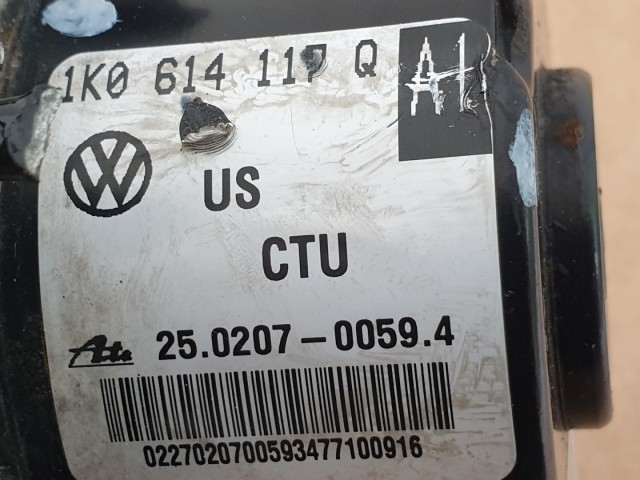 1K0 614 117 Q
A1
US
CTU
Ate 25.0207-0059.4
0227020700593477100916